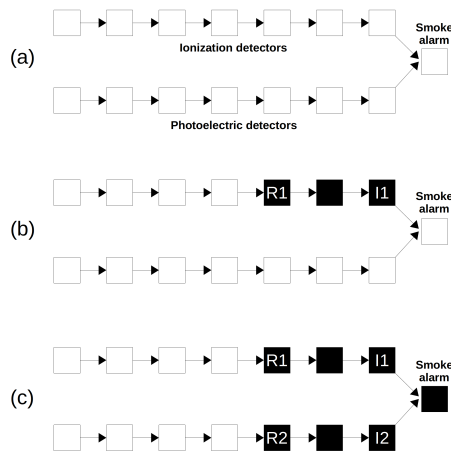 (a)
Ionization detectors
Photoelectric detectors
Smoke
alarm
(b)
R1
I1
Smoke
alarm
(c)
R1
I1
Smoke
alarm
R2
I2